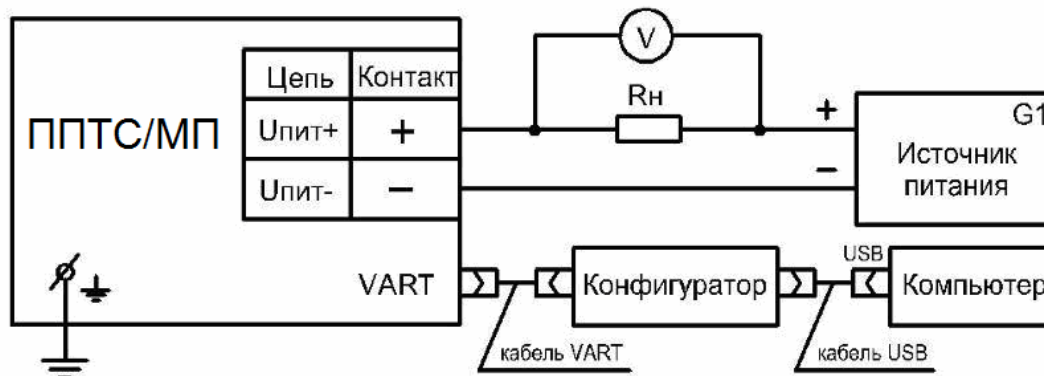 ППТС/МП
Цепь Контакт
Uпит+ +
Uпит- −
VART
V
Rн
+
−
G1
Источник
питания
Конфигуратор
USB
Компьютер
кабель VART
кабель USB